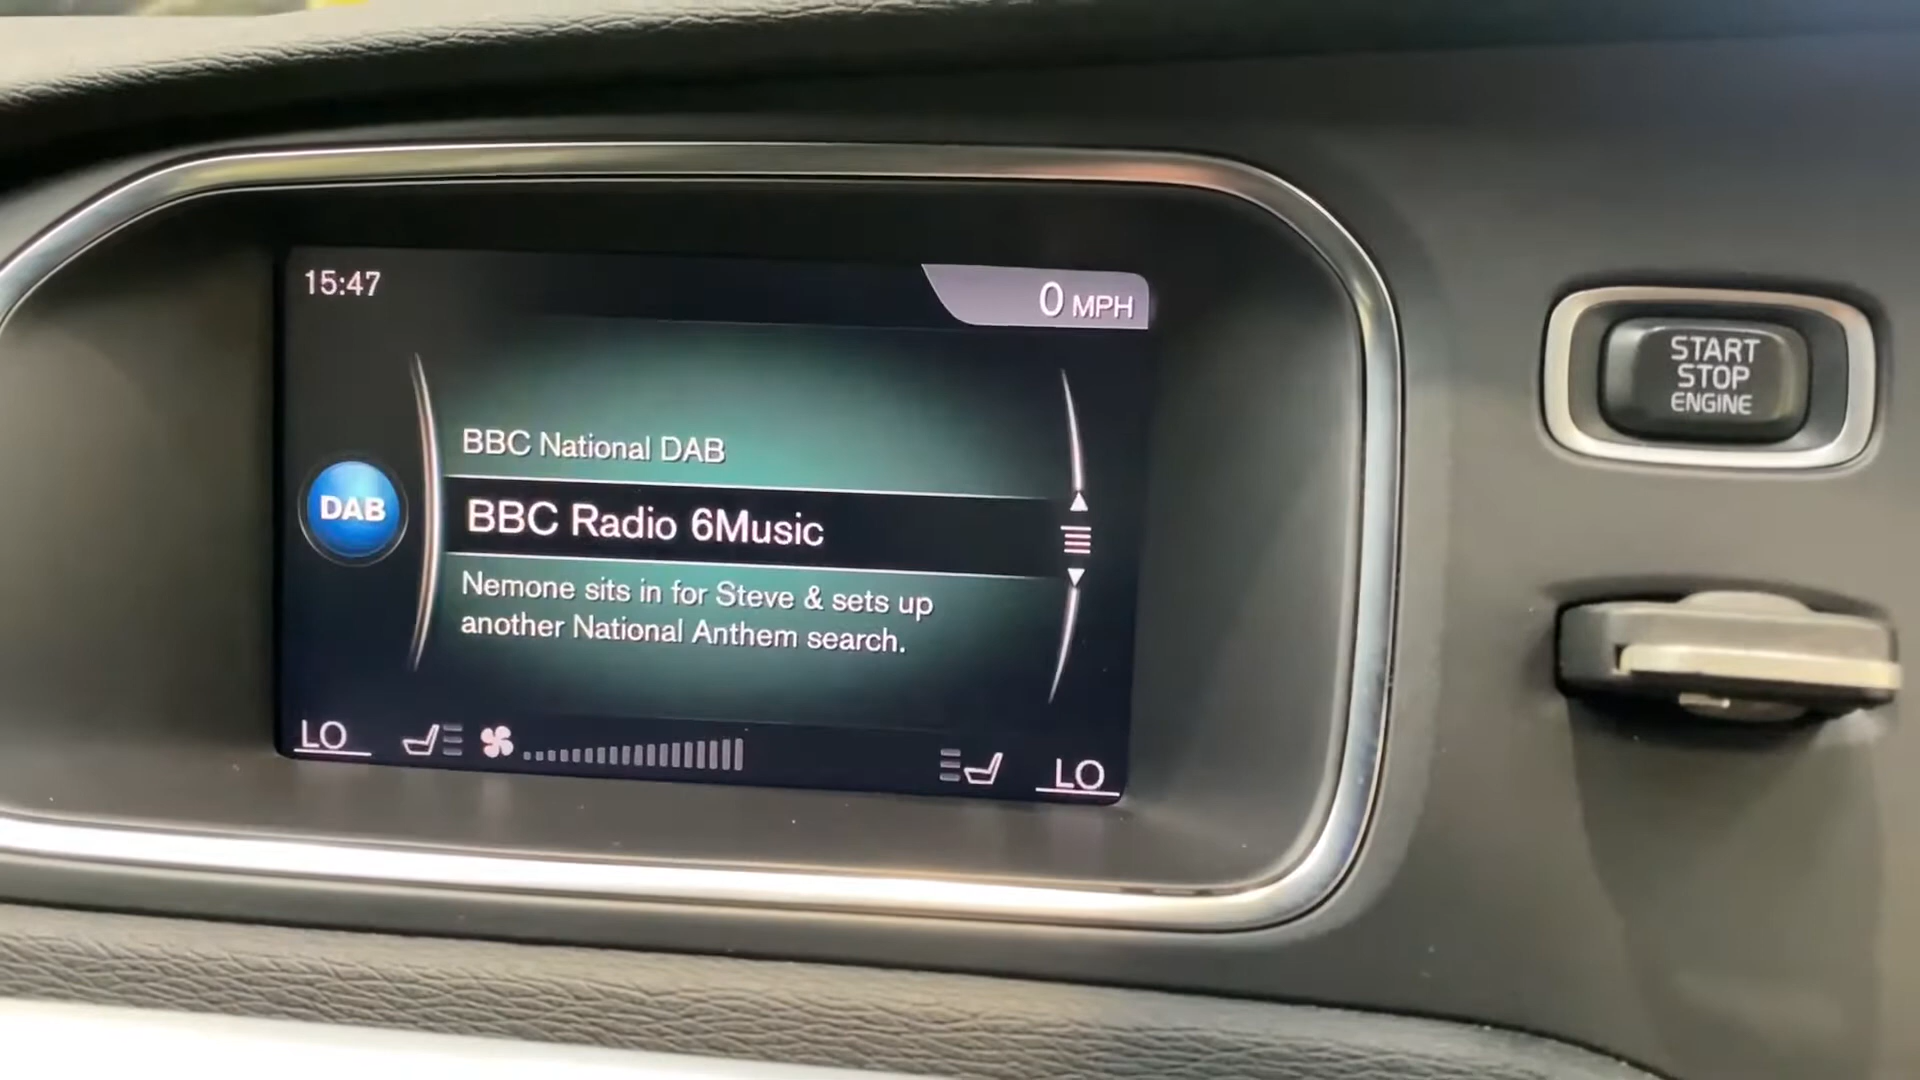 15:47
0 MPH
BBC National DAB
DAB
BBC Radio 6Music
Nemone sits in for Steve & sets up
another National Anthem search.
LO
LO
START
STOP
ENGINE